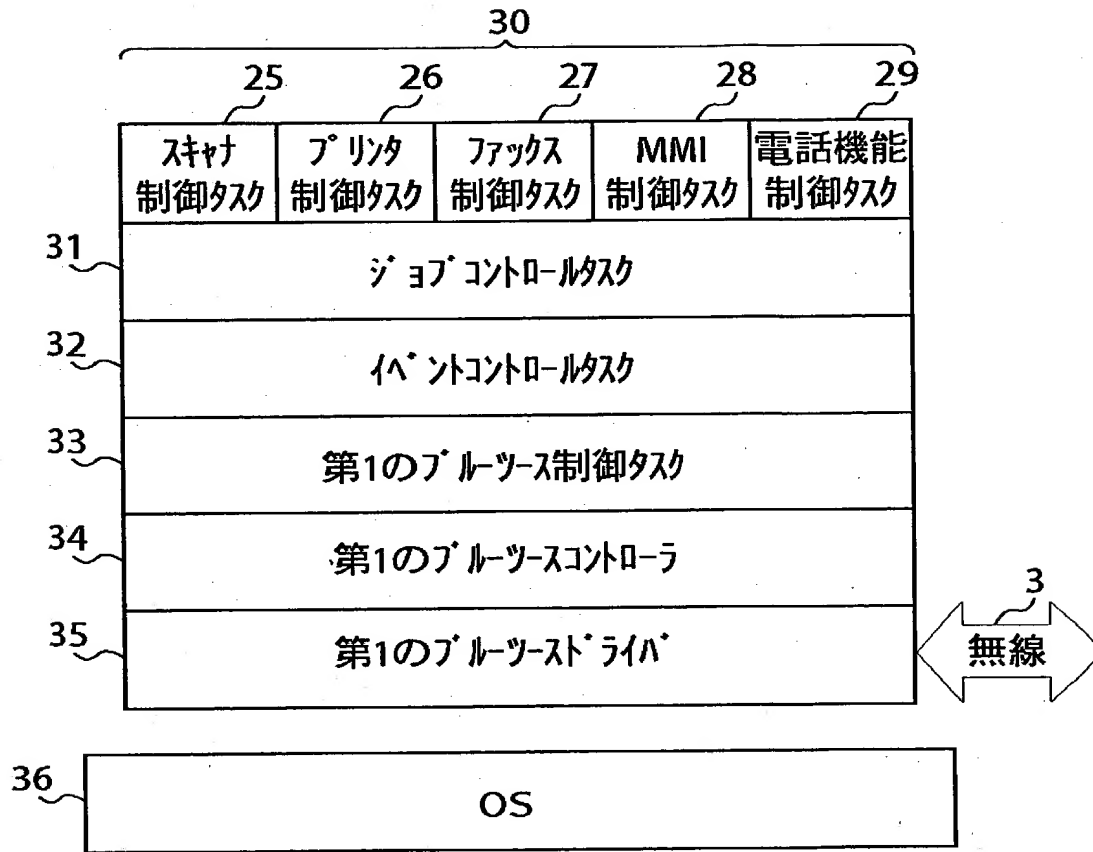 30
25
26
27
28
29
スキャナ
制御タスク
プリンタ
制御タスク
ファックス
制御タスク
MMI
制御タスク
電話機能
制御タスク
31
ジョブコントロールタスク
32
イベントコントロールタスク
33
第1のブルーツース制御タスク
34
第1のブルーツースコントローラ
35
第1のブルーツースドライバ
3
無線
36
OS